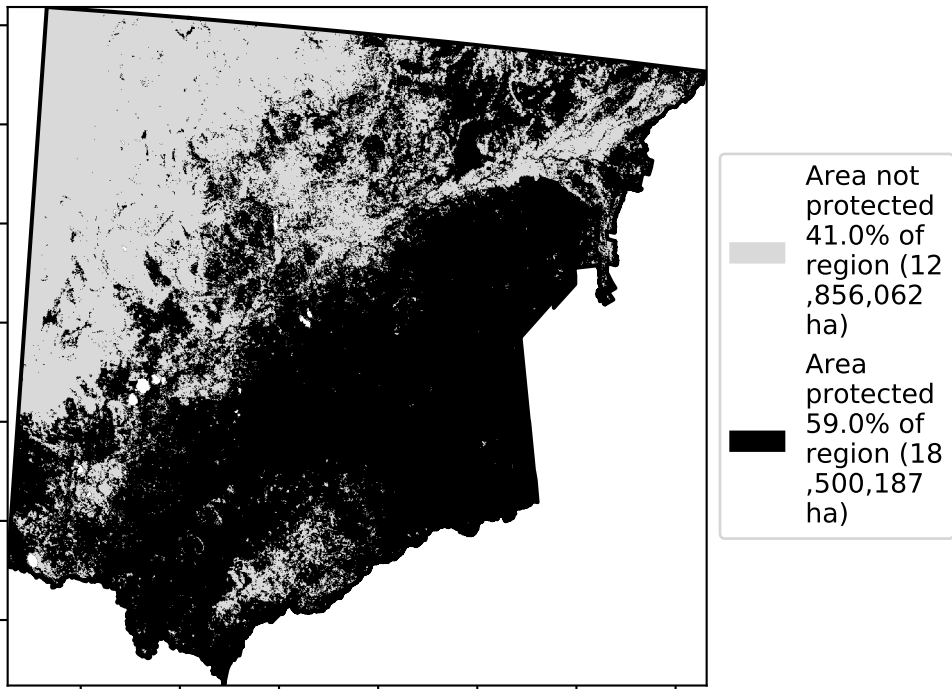 Area not
protected
41.0% of
region (12
,856,062
ha)
Area
protected
59.0% of
region (18
,500,187
ha)